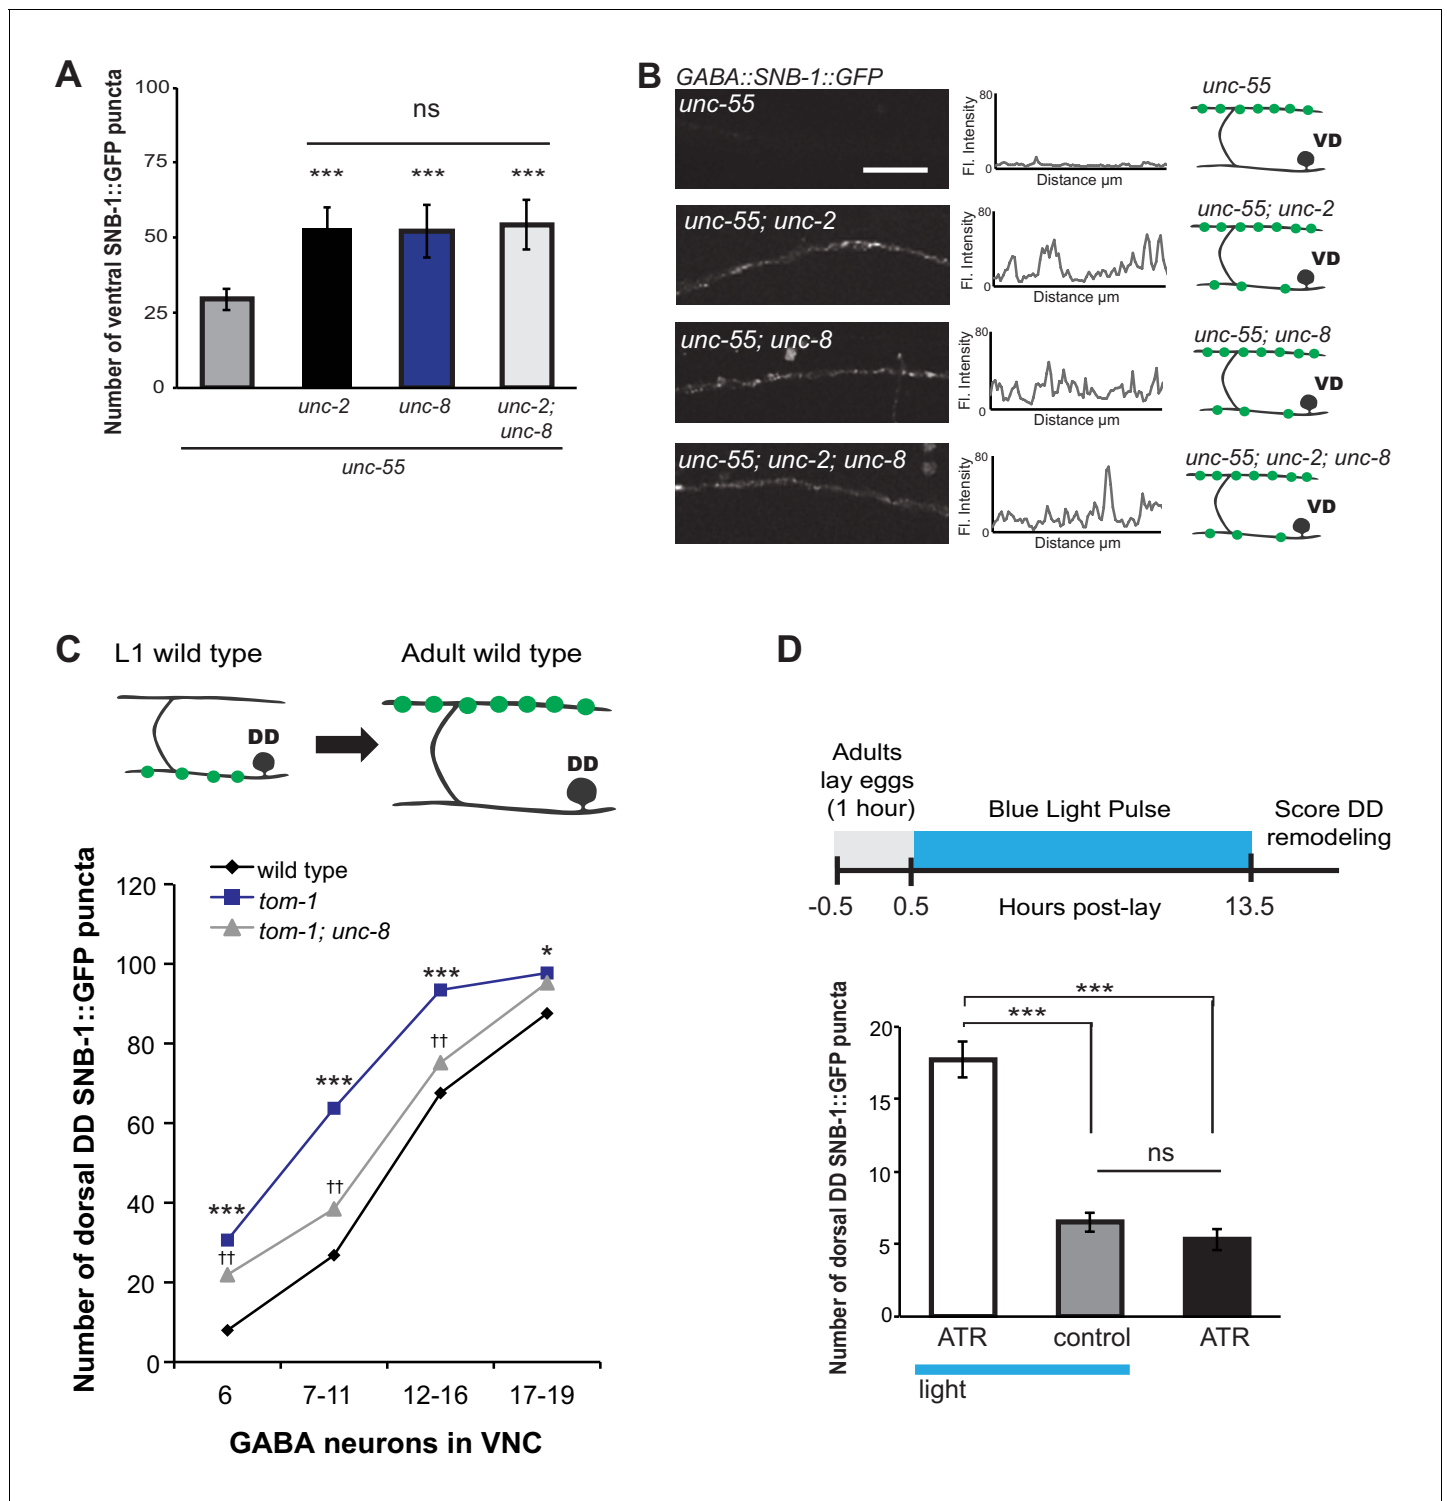 A
Number of ventral SNB-1::GFP puncta
100
75
50
25
0
ns
***
***
***
unc-2
unc-8
unc-2;
unc-8
unc-55
B
GABA::SNB-1::GFP
unc-55
80
Fl. Intensity
0
Distance µm
unc-55
VD
unc-55; unc-2
80
Fl. Intensity
0
Distance µm
unc-55; unc-2
VD
unc-55; unc-8
80
Fl. Intensity
0
Distance µm
unc-55; unc-8
VD
unc-55; unc-2; unc-8
80
Fl. Intensity
0
Distance µm
unc-55; unc-2; unc-8
VD
C
L1 wild type
Adult wild type
DD
DD
wild type
tom-1
tom-1; unc-8
Number of dorsal DD SNB-1::GFP puncta
120
100
80
60
40
20
0
***
††
***
††
***
††
*
6
7-11
12-16
17-19
GABA neurons in VNC
D
Adults
lay eggs
(1 hour)
Blue Light Pulse
Score DD
remodeling
-0.5
0.5
Hours post-lay
13.5
Number of dorsal DD SNB-1::GFP puncta
20
15
10
5
0
***
***
ns
ATR
control
ATR
light